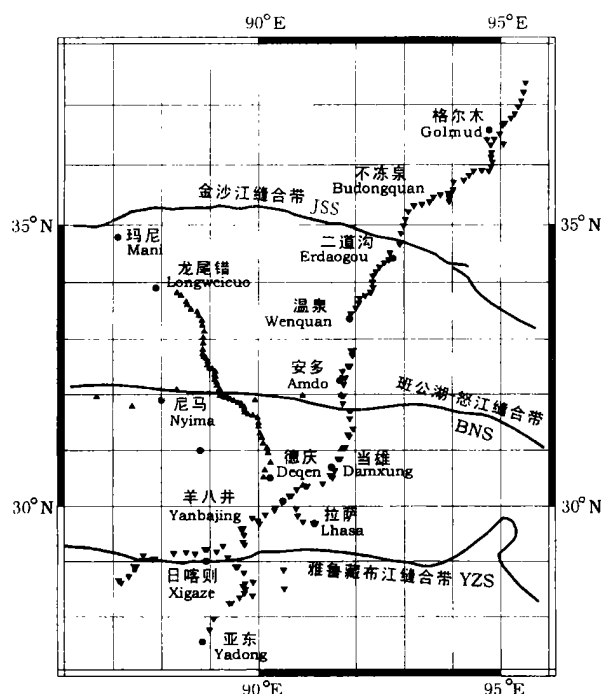 90°E
95°E
格尔木
Golmud
不冻泉
Budongquan
金沙江缝合带
JSS
35°N
35°N
玛尼
Mani
二道沟
Erdaogou
龙尾错
Longweicuo
温泉
Wenquan
安多
Amdo
班公湖-怒江缝合带
BNS
尼马
Nyima
德庆
Deqen
当雄
Damxung
30°N
30°N
羊八井
Yanbajing
拉萨
Lhasa
日喀则
Xigaze
雅鲁藏布江缝合带 YZS
亚东
Yadong
90°E
95°E